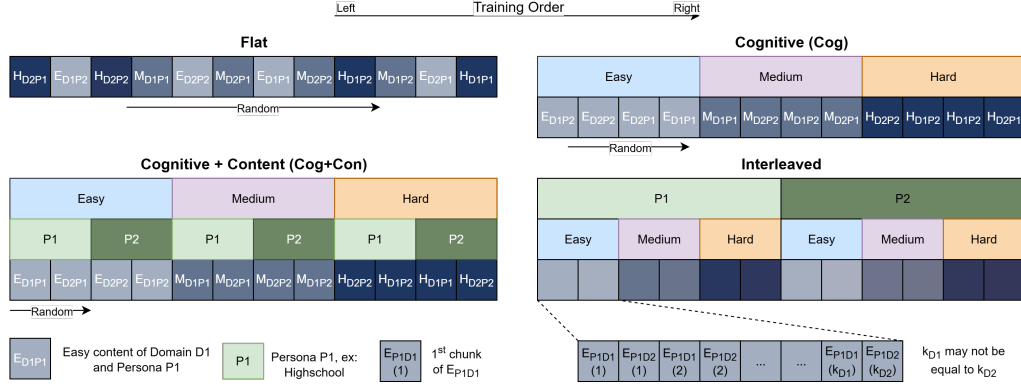 Left Training Order Right
Flat
H_D2P1 E_D1P2 H_D2P2 M_D1P1 E_D2P2 M_D2P1 E_D1P1 M_D2P2 H_D1P2 M_D1P2 E_D2P1 H_D1P1
Random
Cognitive (Cog)
Easy Medium Hard
E_D1P2 E_D2P2 E_D2P1 E_D1P1 M_D1P1 M_D2P2 M_D1P2 M_D2P1 H_D2P2 H_D1P1 H_D1P2 H_D2P1
Random
Cognitive + Content (Cog+Con)
Easy Medium Hard
P1 P2 P1 P2 P1 P2
E_D1P1 E_D2P1 E_D2P2 E_D1P2 M_D1P1 M_D2P1 M_D2P2 M_D1P2 H_D2P1 H_D1P2 H_D1P1 H_D2P2
Random
Interleaved
P1 P2
Easy Medium Hard Easy Medium Hard
E_D1P1
Easy content of Domain D1
and Persona P1
P1
Persona P1, ex:
Highschool
E_P1D1
(1)
1st chunk
of E_P1D1
E_P1D1 E_P1D2 E_P1D1 E_P1D2 ... ... E_P1D1 E_P1D2
(1) (1) (2) (2) (k_D1) (k_D2)
k_D1 may not be
equal to k_D2